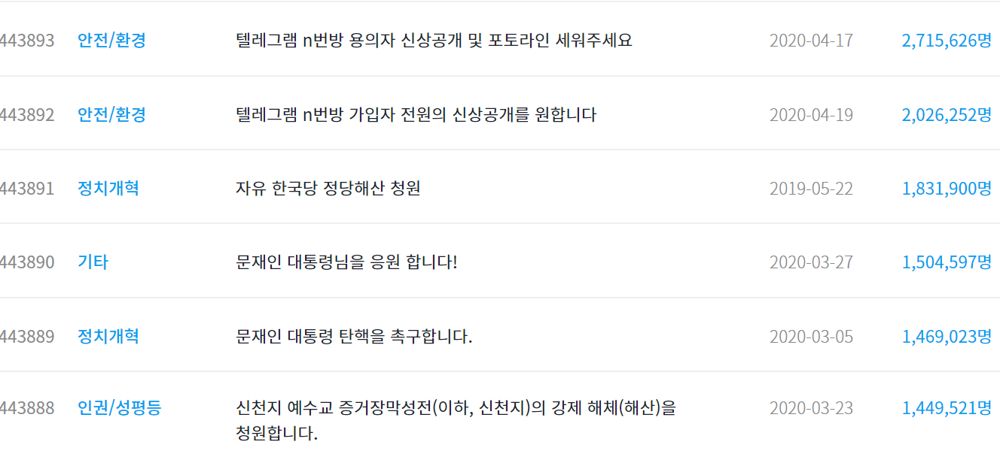 443893 안전/환경 텔레그램 n번방 용의자 신상공개 및 포토라인 세워주세요 2020-04-17 2,715,626명
443892 안전/환경 텔레그램 n번방 가입자 전원의 신상공개를 원합니다 2020-04-19 2,026,252명
443891 정치개혁 자유 한국당 정당해산 청원 2019-05-22 1,831,900명
443890 기타 문재인 대통령님을 응원 합니다! 2020-03-27 1,504,597명
443889 정치개혁 문재인 대통령 탄핵을 촉구합니다. 2020-03-05 1,469,023명
443888 인권/성평등 신천지 예수교 증거장막성전(이하, 신천지)의 강제 해체(해산)을 2020-03-23 1,449,521명
청원합니다.